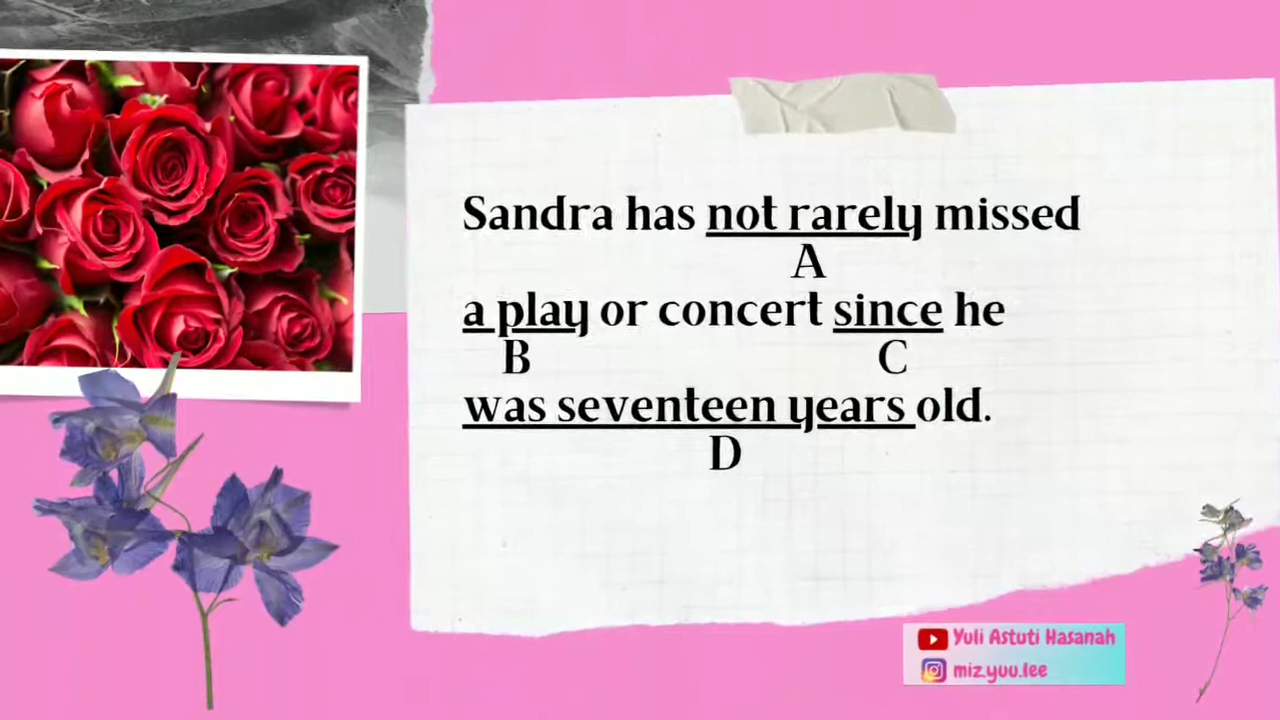 Sandra has not rarely missed
A
a play or concert since he
B C
was seventeen years old.
D
Yuli Astuti Hasanah
miz.yuu.lee